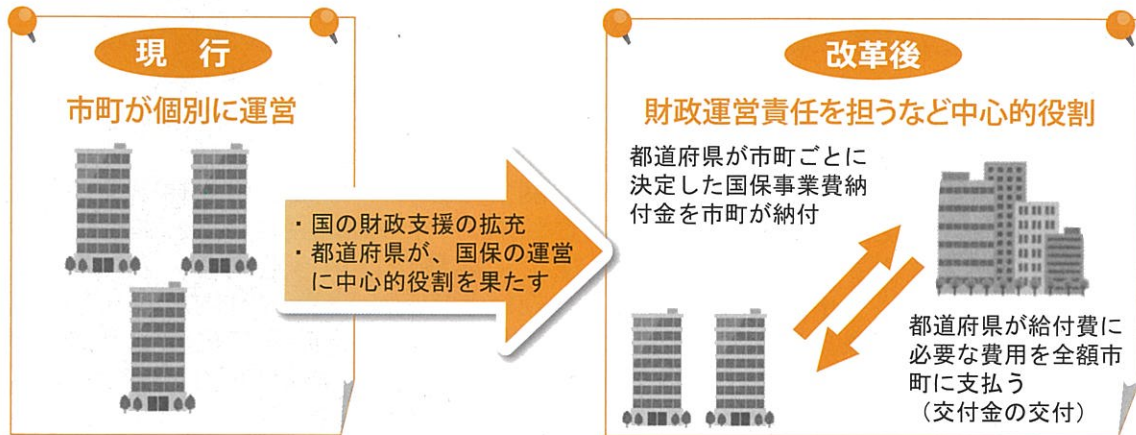 現　行
市町が個別に運営
・国の財政支援の拡充
・都道府県が、国保の運営
に中心的役割を果たす
改革後
財政運営責任を担うなど中心的役割
都道府県が市町ごとに
決定した国保事業費納
付金を市町が納付
都道府県が給付費に
必要な費用を全額市
町に支払う
（交付金の交付）